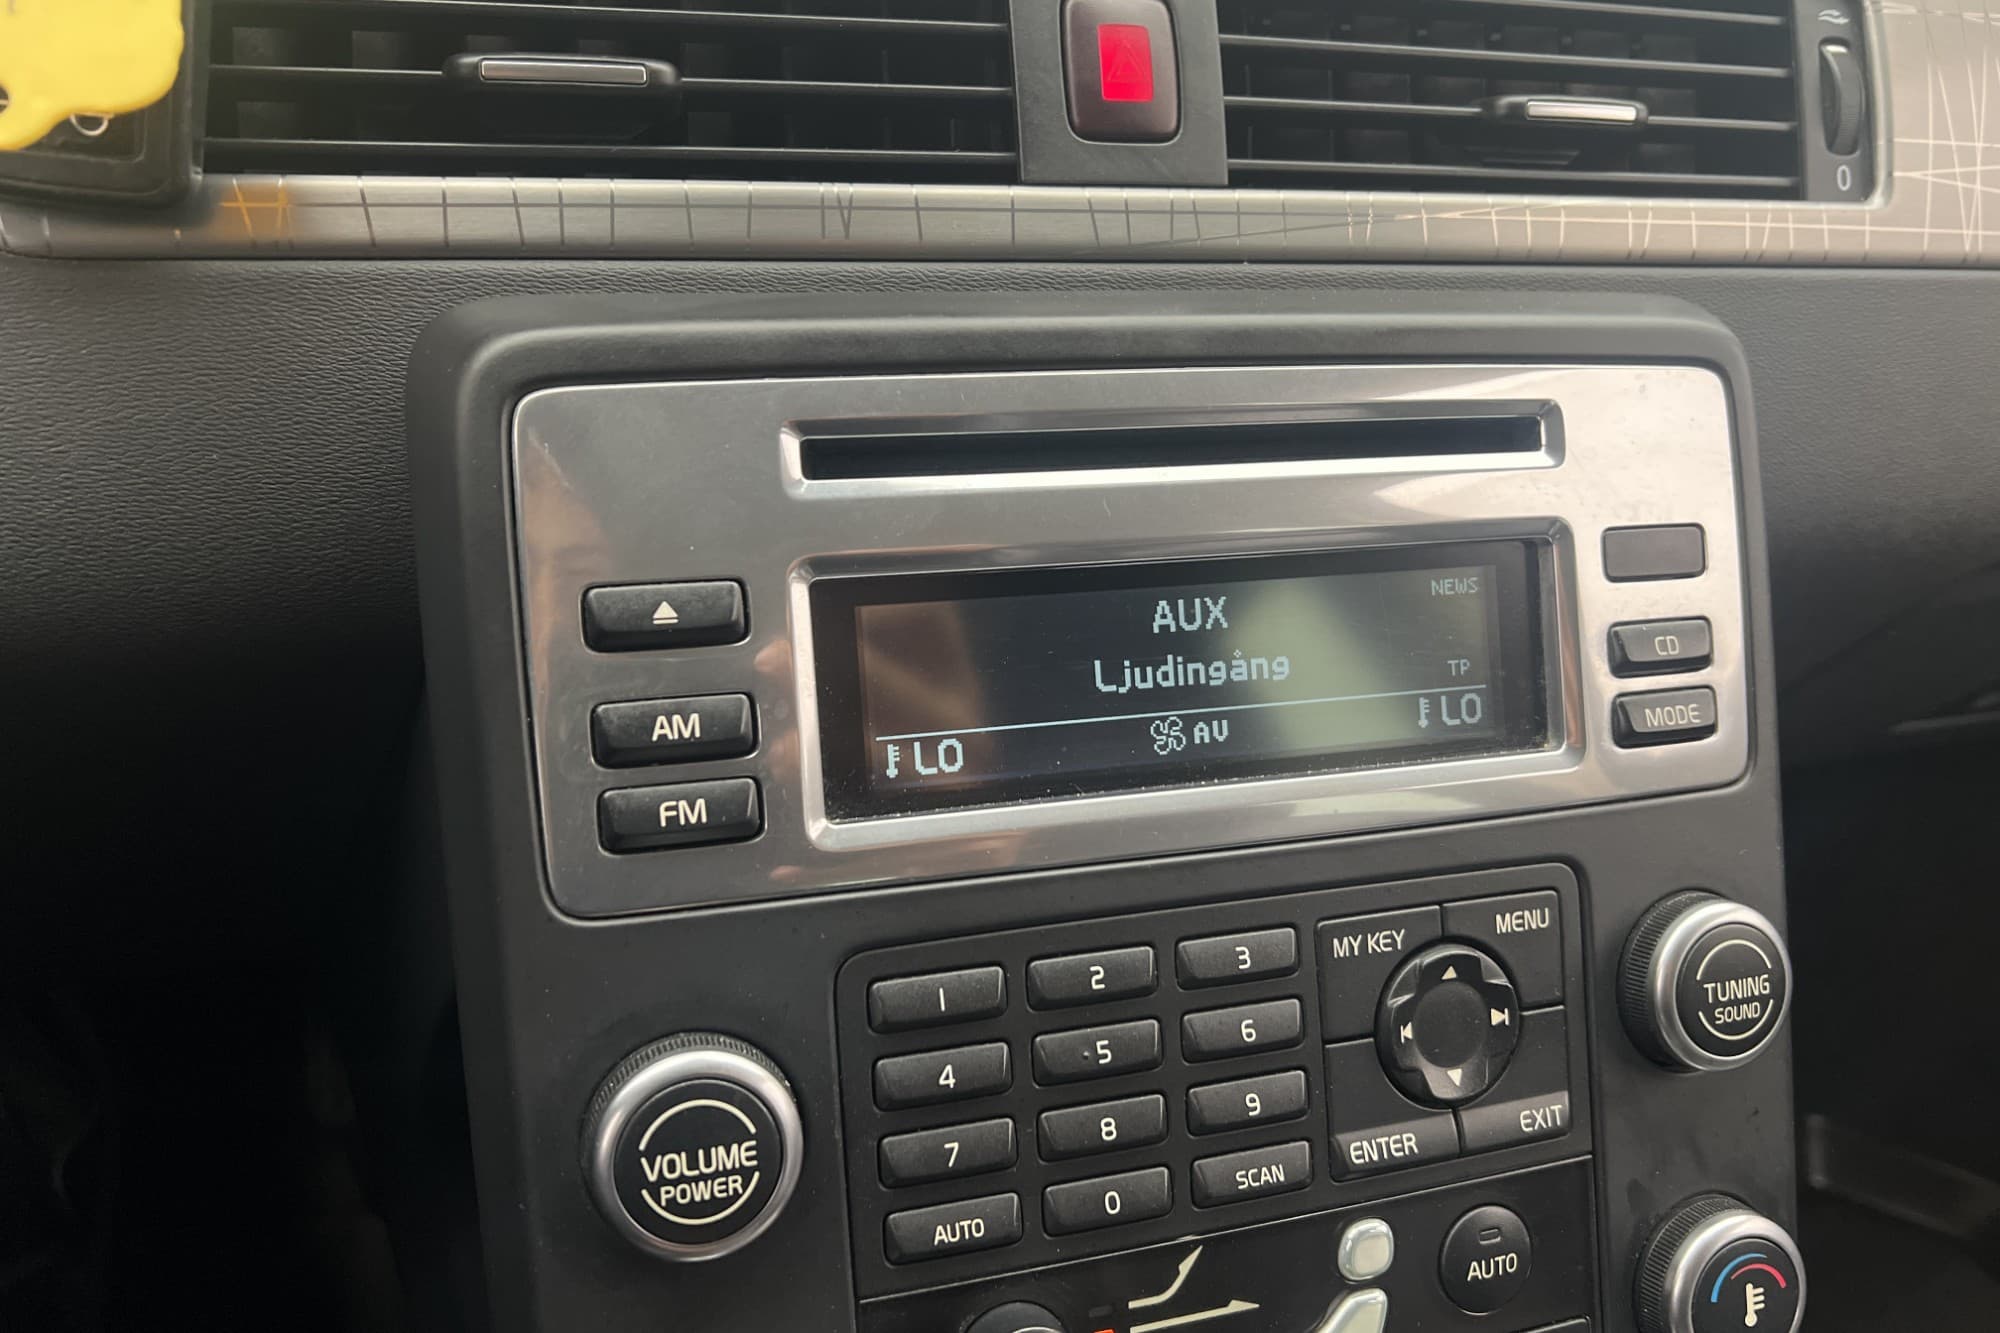 0
NEWS
AUX
Ljudingång
TP
LO
AV
LO
AM
FM
CD
MODE
MY KEY
MENU
1
2
3
4
5
6
7
8
9
AUTO
0
SCAN
ENTER
EXIT
VOLUME
POWER
TUNING
SOUND
AUTO